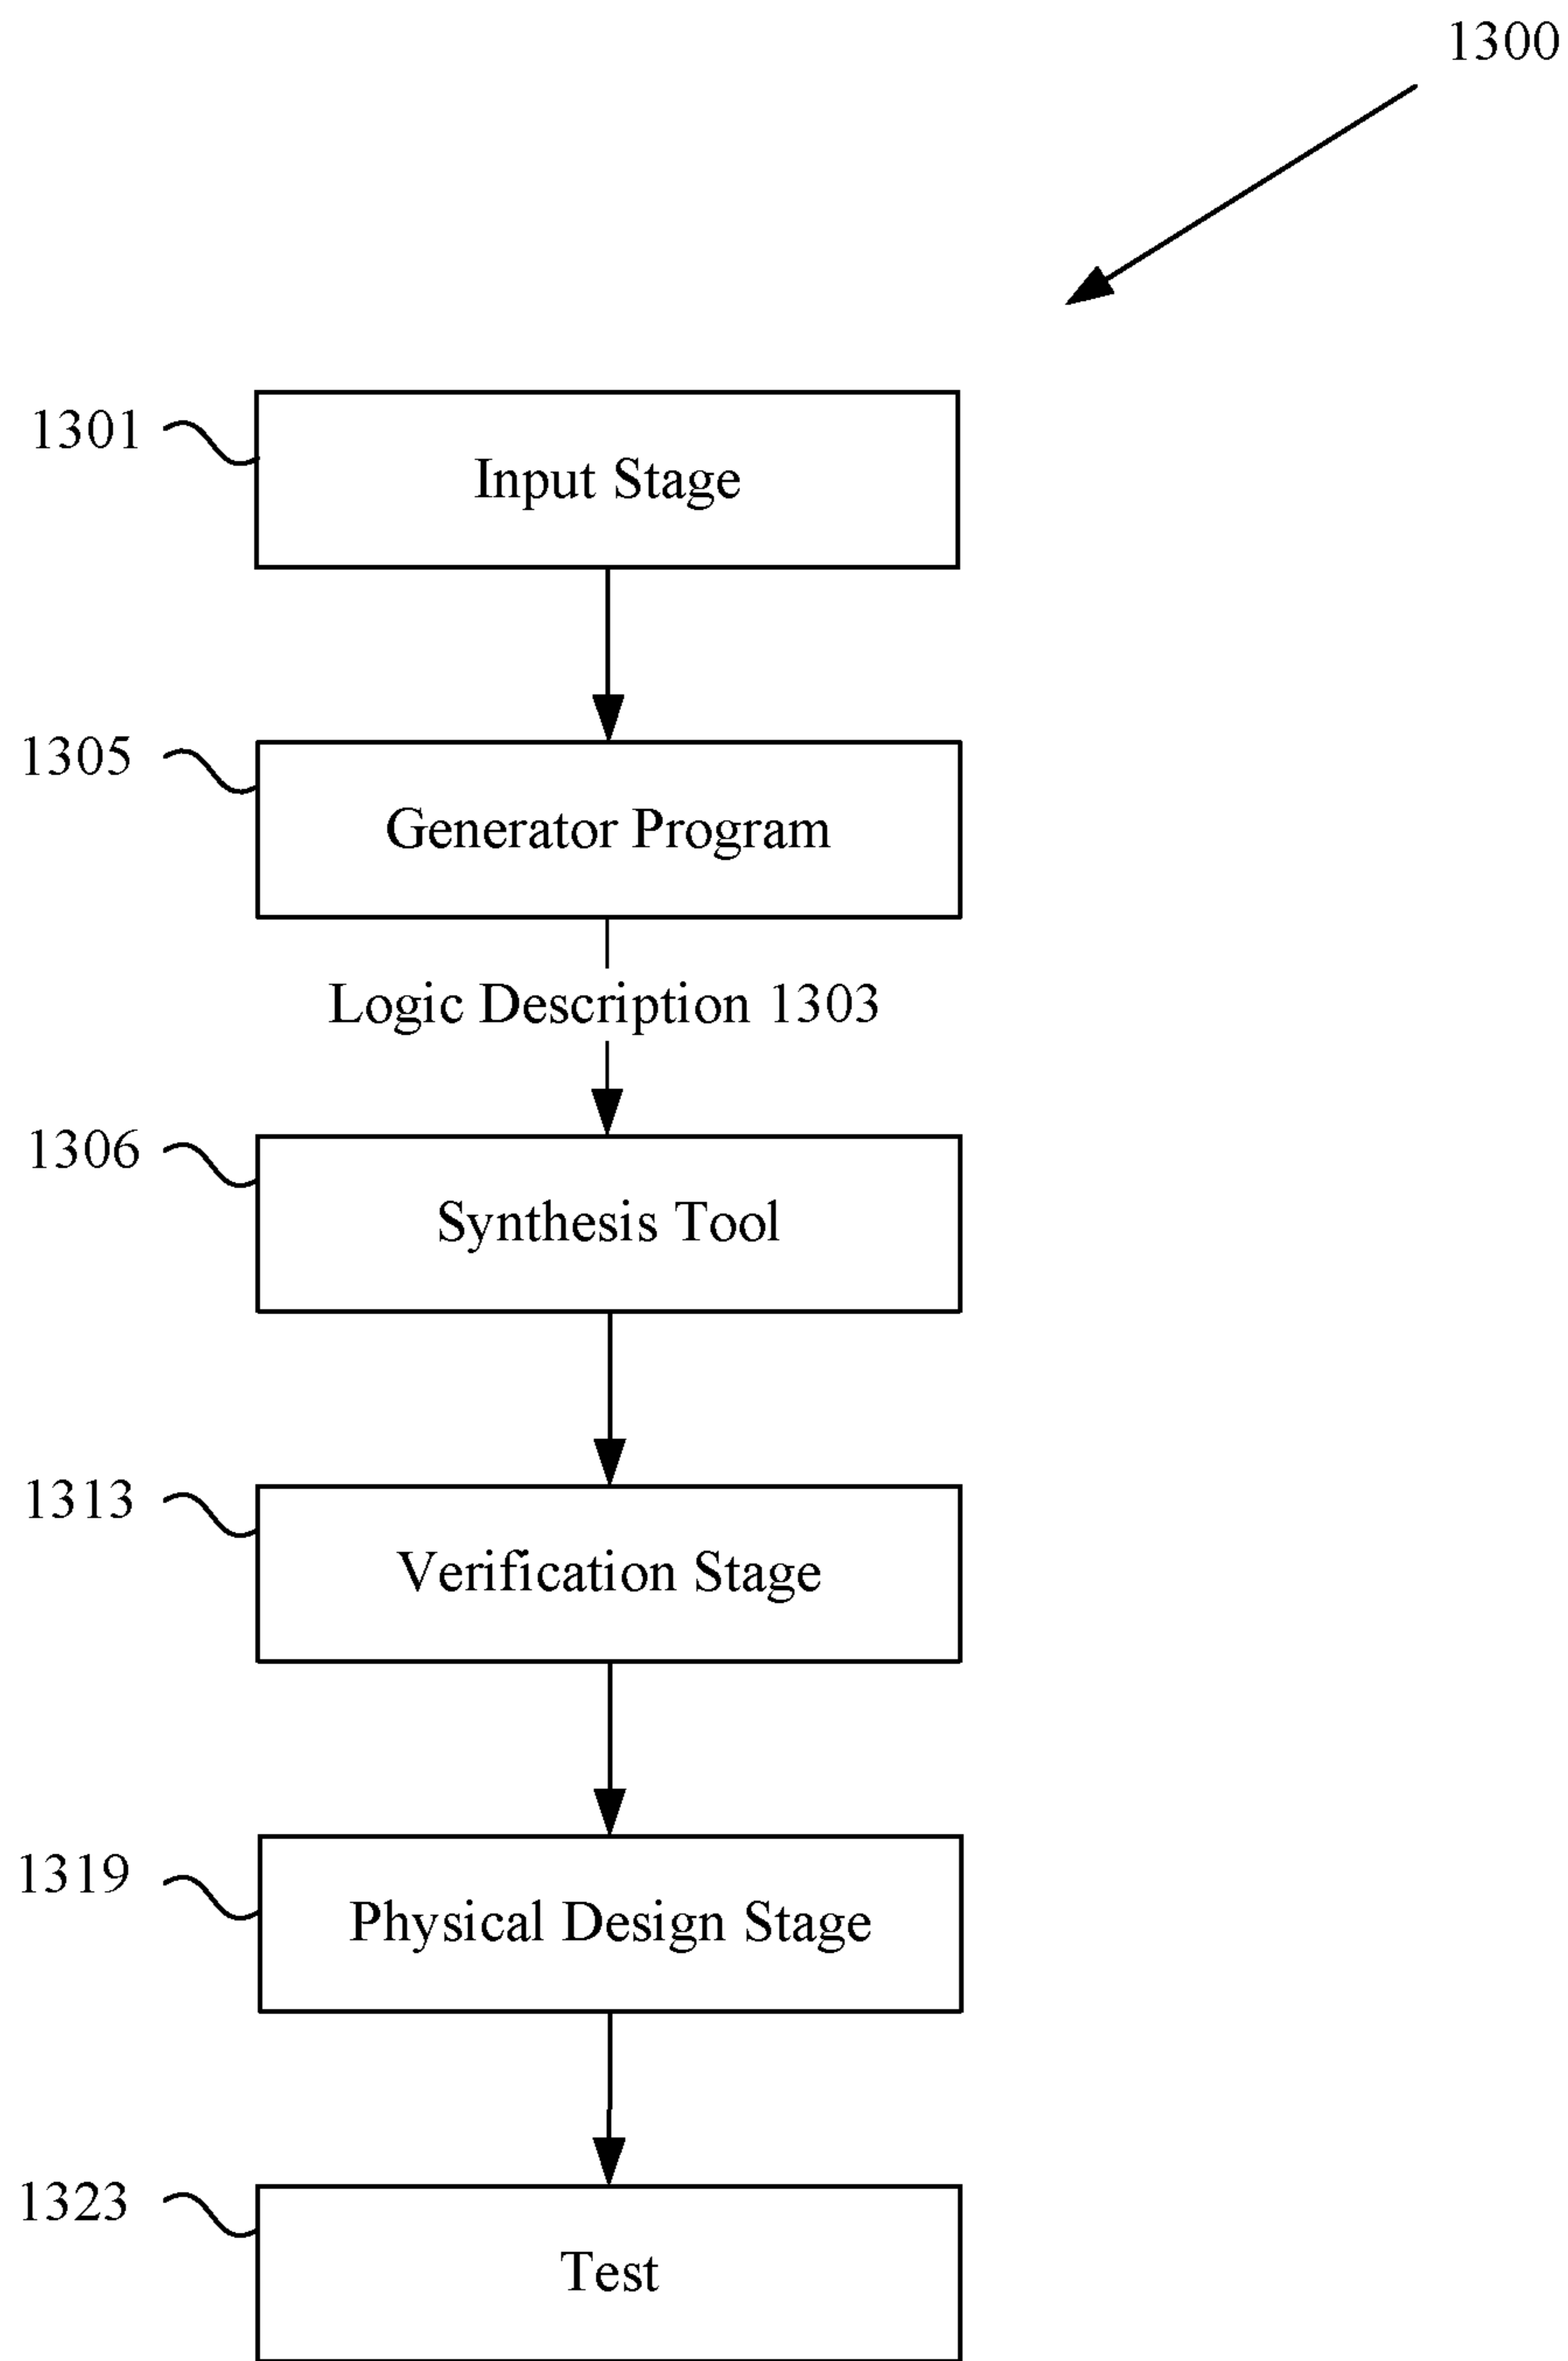 1300
1301
Input Stage
1305
Generator Program
Logic Description 1303
1306
Synthesis Tool
1313
Verification Stage
1319
Physical Design Stage
1323
Test